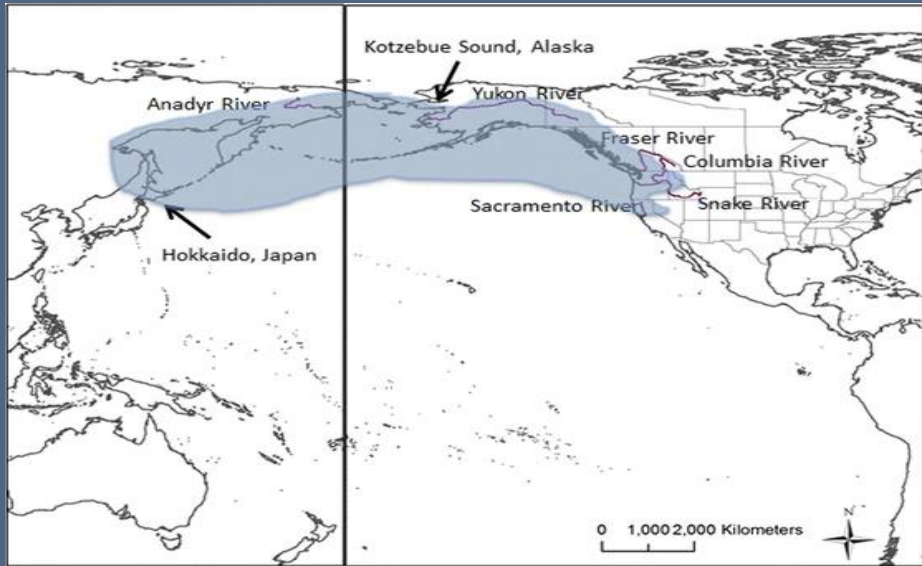 Kotzebue Sound, Alaska
Anadyr River
Yukon River
Fraser River
Columbia River
Sacramento River
Snake River
Hokkaido, Japan
N
0 1,000 2,000 Kilometers